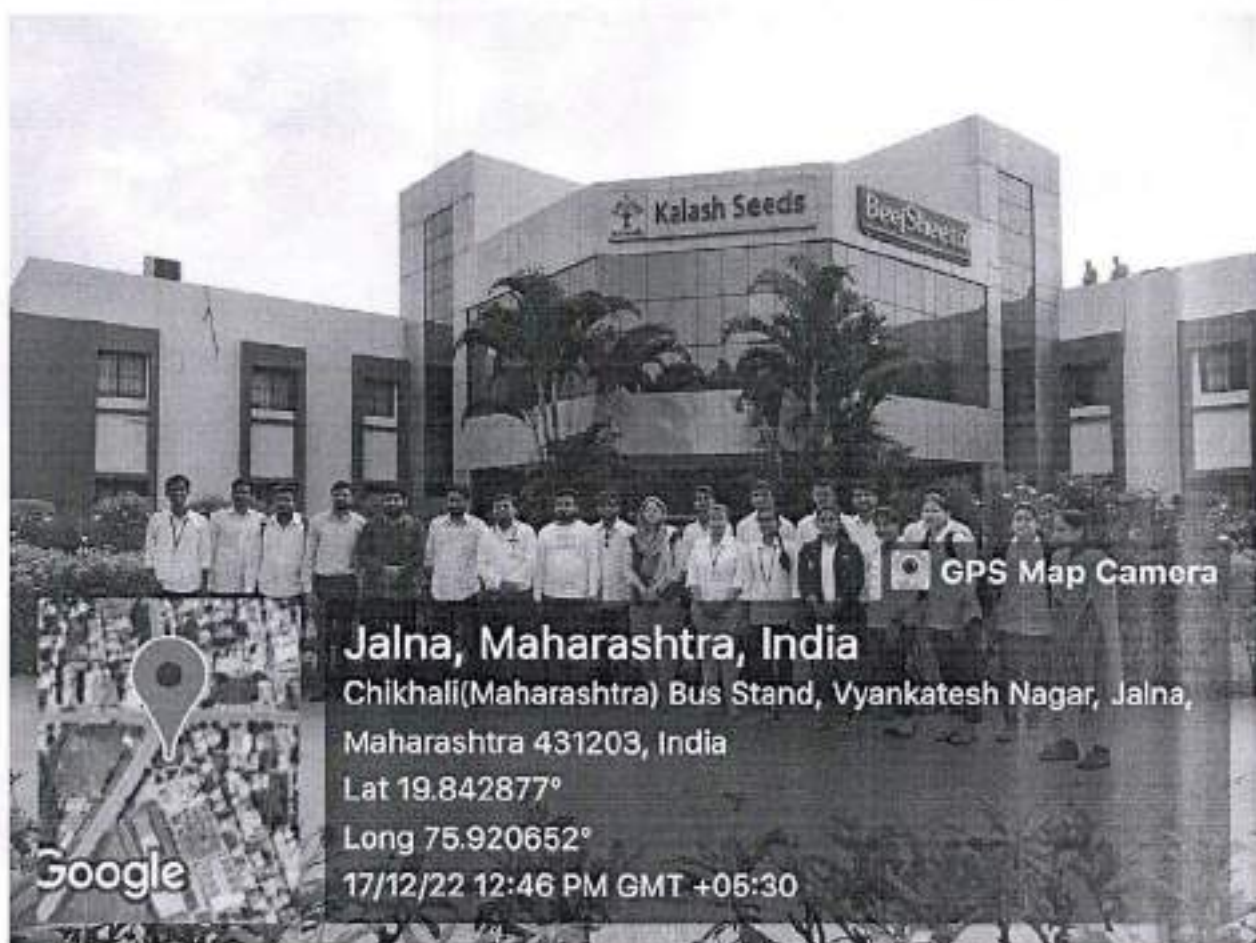 Kalash Seeds
BeejSheetal
GPS Map Camera
Jalna, Maharashtra, India
Chikhali(Maharashtra) Bus Stand, Vyankatesh Nagar, Jalna,
Maharashtra 431203, India
Lat 19.842877°
Long 75.920652°
17/12/22 12:46 PM GMT +05:30
Google